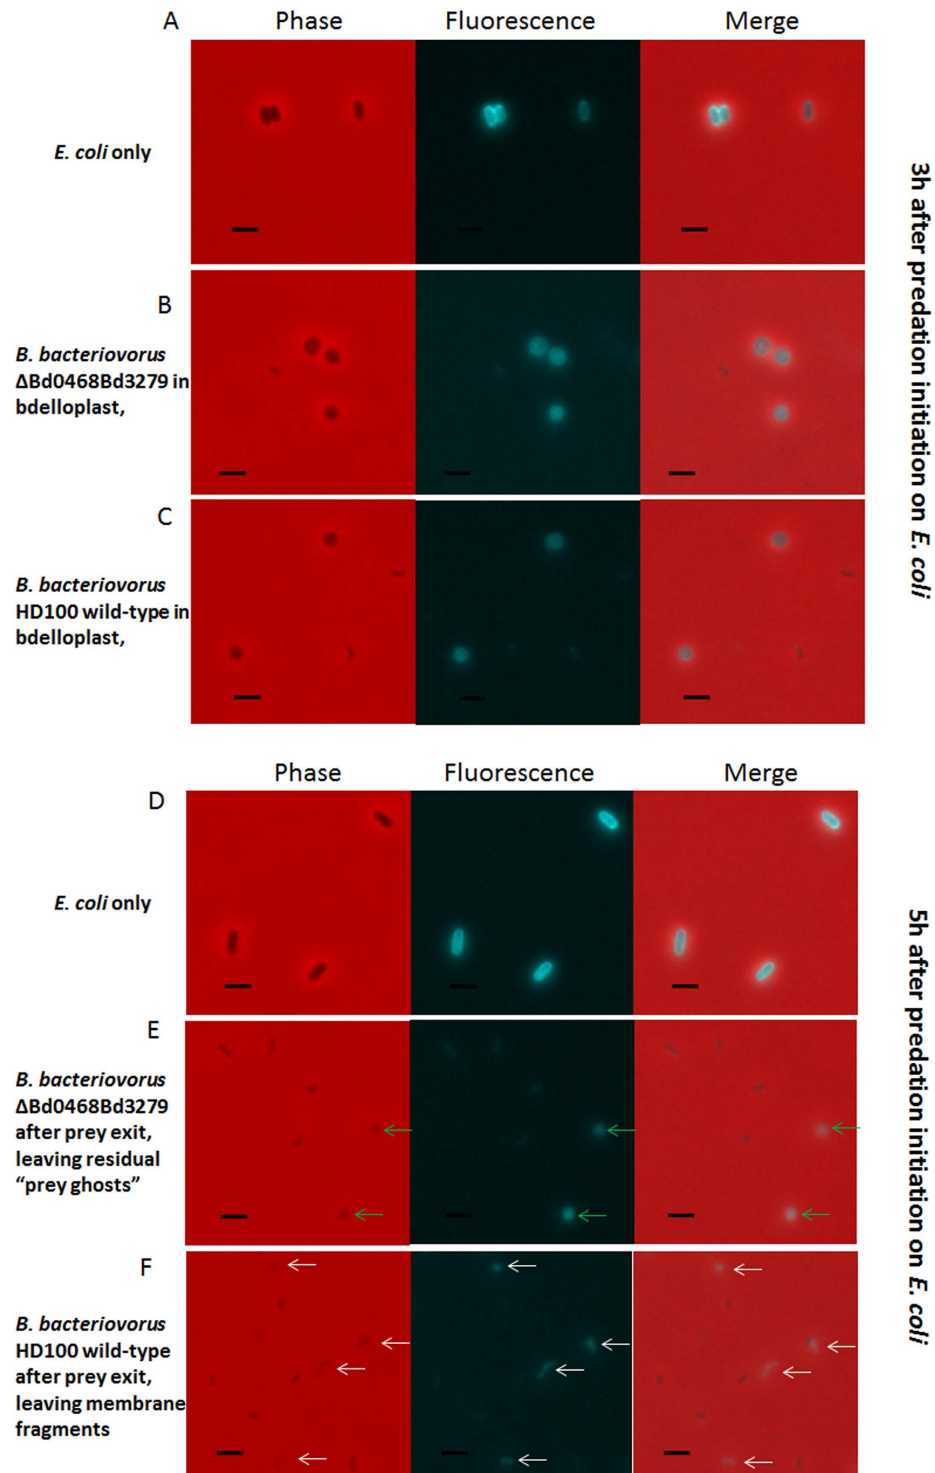 A Phase Fluorescence Merge
E. coli only
B
B. bacteriovorus
ΔBd0468Bd3279 in
bdelloplast,
C
B. bacteriovorus
HD100 wild-type in
bdelloplast,
3h after predation initiation on E. coli
Phase Fluorescence Merge
D
E. coli only
E
B. bacteriovorus
ΔBd0468Bd3279
after prey exit,
leaving residual
“prey ghosts”
F
B. bacteriovorus
HD100 wild-type
after prey exit,
leaving membrane
fragments
5h after predation initiation on E. coli